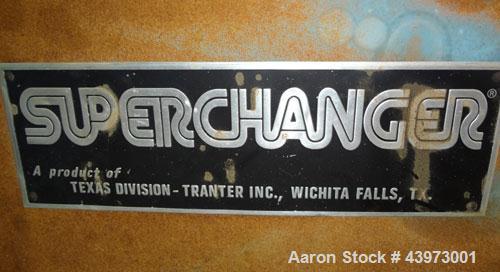 SUPERCHANGER®
A product of
TEXAS DIVISION - TRANTER INC., WICHITA FALLS, TX.
Aaron Stock # 43973001